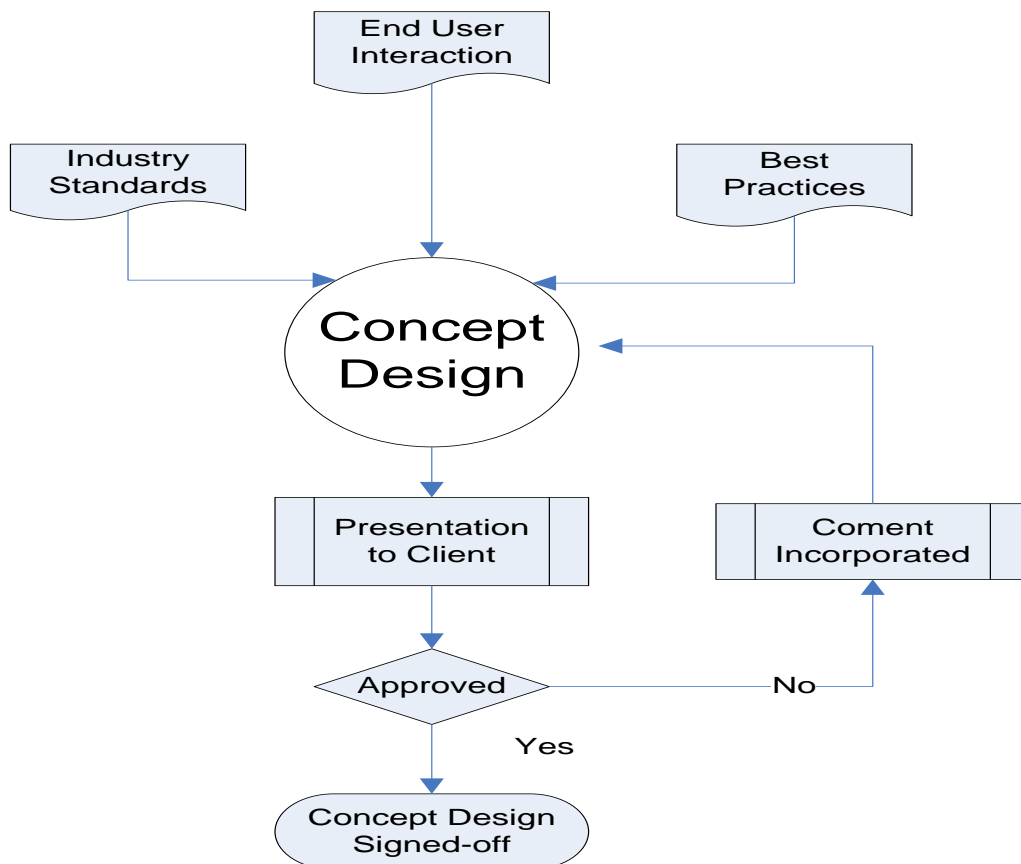 End User
Interaction
Industry
Standards
Best
Practices
Concept
Design
Presentation
to Client
Coment
Incorporated
Approved
No
Yes
Concept Design
Signed-off